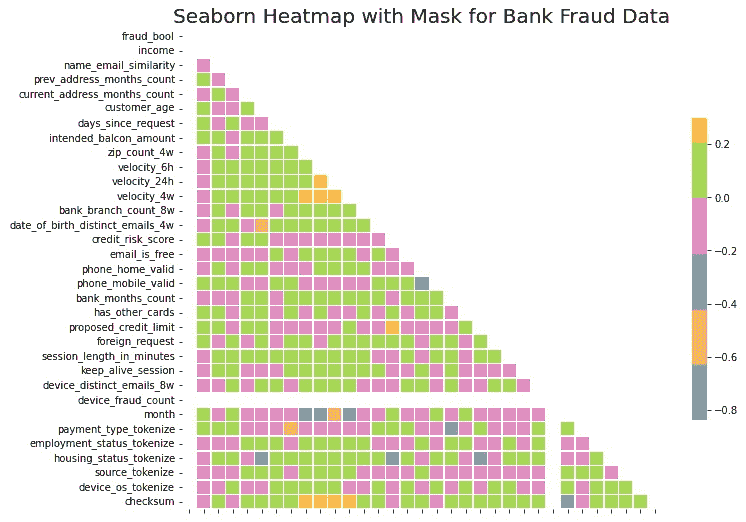 Seaborn Heatmap with Mask for Bank Fraud Data
fraud_bool
income
name_email_similarity
prev_address_months_count
current_address_months_count
customer_age
days_since_request
intended_balcon_amount
zip_count_4w
velocity_6h
velocity_24h
velocity_4w
bank_branch_count_8w
date_of_birth_distinct_emails_4w
credit_risk_score
email_is_free
phone_home_valid
phone_mobile_valid
bank_months_count
has_other_cards
proposed_credit_limit
foreign_request
session_length_in_minutes
keep_alive_session
device_distinct_emails_8w
device_fraud_count
month
payment_type_tokenize
employment_status_tokenize
housing_status_tokenize
source_tokenize
device_os_tokenize
checksum
0.2
0.0
−0.2
−0.4
−0.6
−0.8